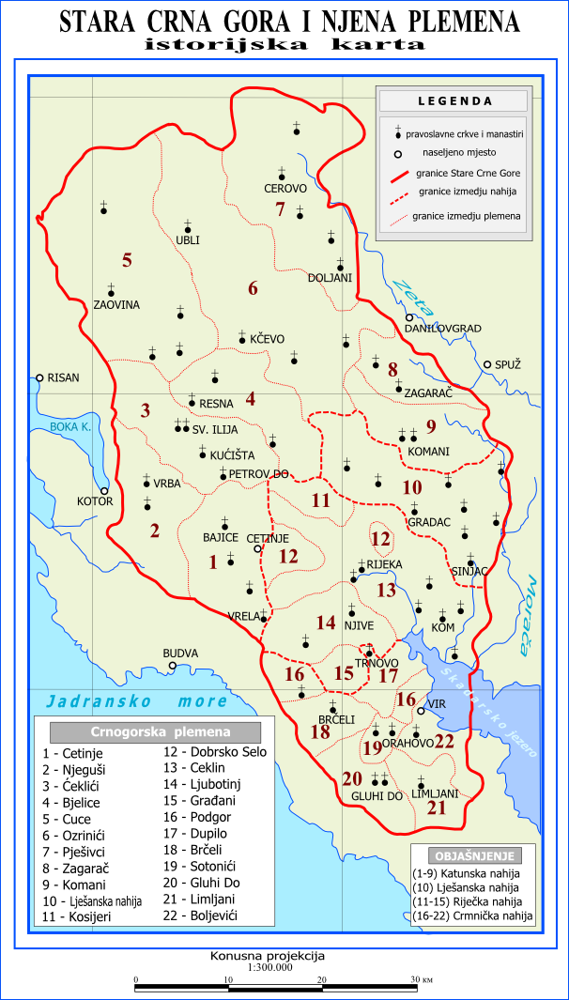 STARA CRNA GORA I NJENA PLEMENA
istorijska karta
LEGENDA
pravoslavne crkve i manastiri
naseljeno mjesto
granice Stare Crne Gore
granice izmedju nahija
granice izmedju plemena
CEROVO
7
UBLI
5
6
DOLJANI
Zeta
ZAOVINA
DANILOVGRAD
KČEVO
SPUŽ
RISAN
8
ZAGARAČ
RESNA
4
3
BOKA K.
SV. ILIJA
9
KOMANI
KUĆIŠTA
PETROV DO
VRBA
10
KOTOR
11
GRADAC
2
BAJICE
CETINJE
12
12
1
RIJEKA
SINJAC
13
Morača
VRELA
14
NJIVE
KOM
BUDVA
TRNOVO
16
15
17
Skadarsko jezero
Jadransko more
16
VIR
BRČELI
18
ORAHOVO
22
19
20
GLUHI DO
LIMLJANI
21
Crnogorska plemena
1 - Cetinje
2 - Njeguši
3 - Ćeklići
4 - Bjelice
5 - Cuce
6 - Ozrinići
7 - Pješivci
8 - Zagarač
9 - Komani
10 - Lješanska nahija
11 - Kosijeri
12 - Dobrsko Selo
13 - Ceklin
14 - Ljubotinj
15 - Građani
16 - Podgor
17 - Dupilo
18 - Brčeli
19 - Sotonići
20 - Gluhi Do
21 - Limljani
22 - Boljevići
OBJAŠNJENJE
(1-9) Katunska nahija
(10) Lješanska nahija
(11-15) Riječka nahija
(16-22) Crmnička nahija
Konusna projekcija
1:300.000
0 10 20 30 KM